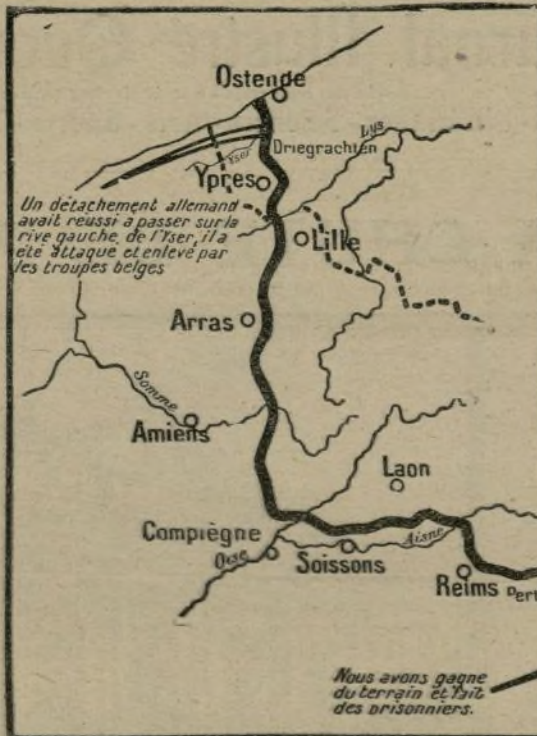 Ostende
Lys
Driegrachten
Yser
Ypres
Un détachement allemand
avait réussi à passer sur la
rive gauche de l'Yser, il a
été attaqué et enlevé par
les troupes belges
Lille
Arras
Somme
Amiens
Laon
Compiègne
Oise
Soissons
Aisne
Reims
Nous avons gagné
du terrain et fait
des prisonniers.